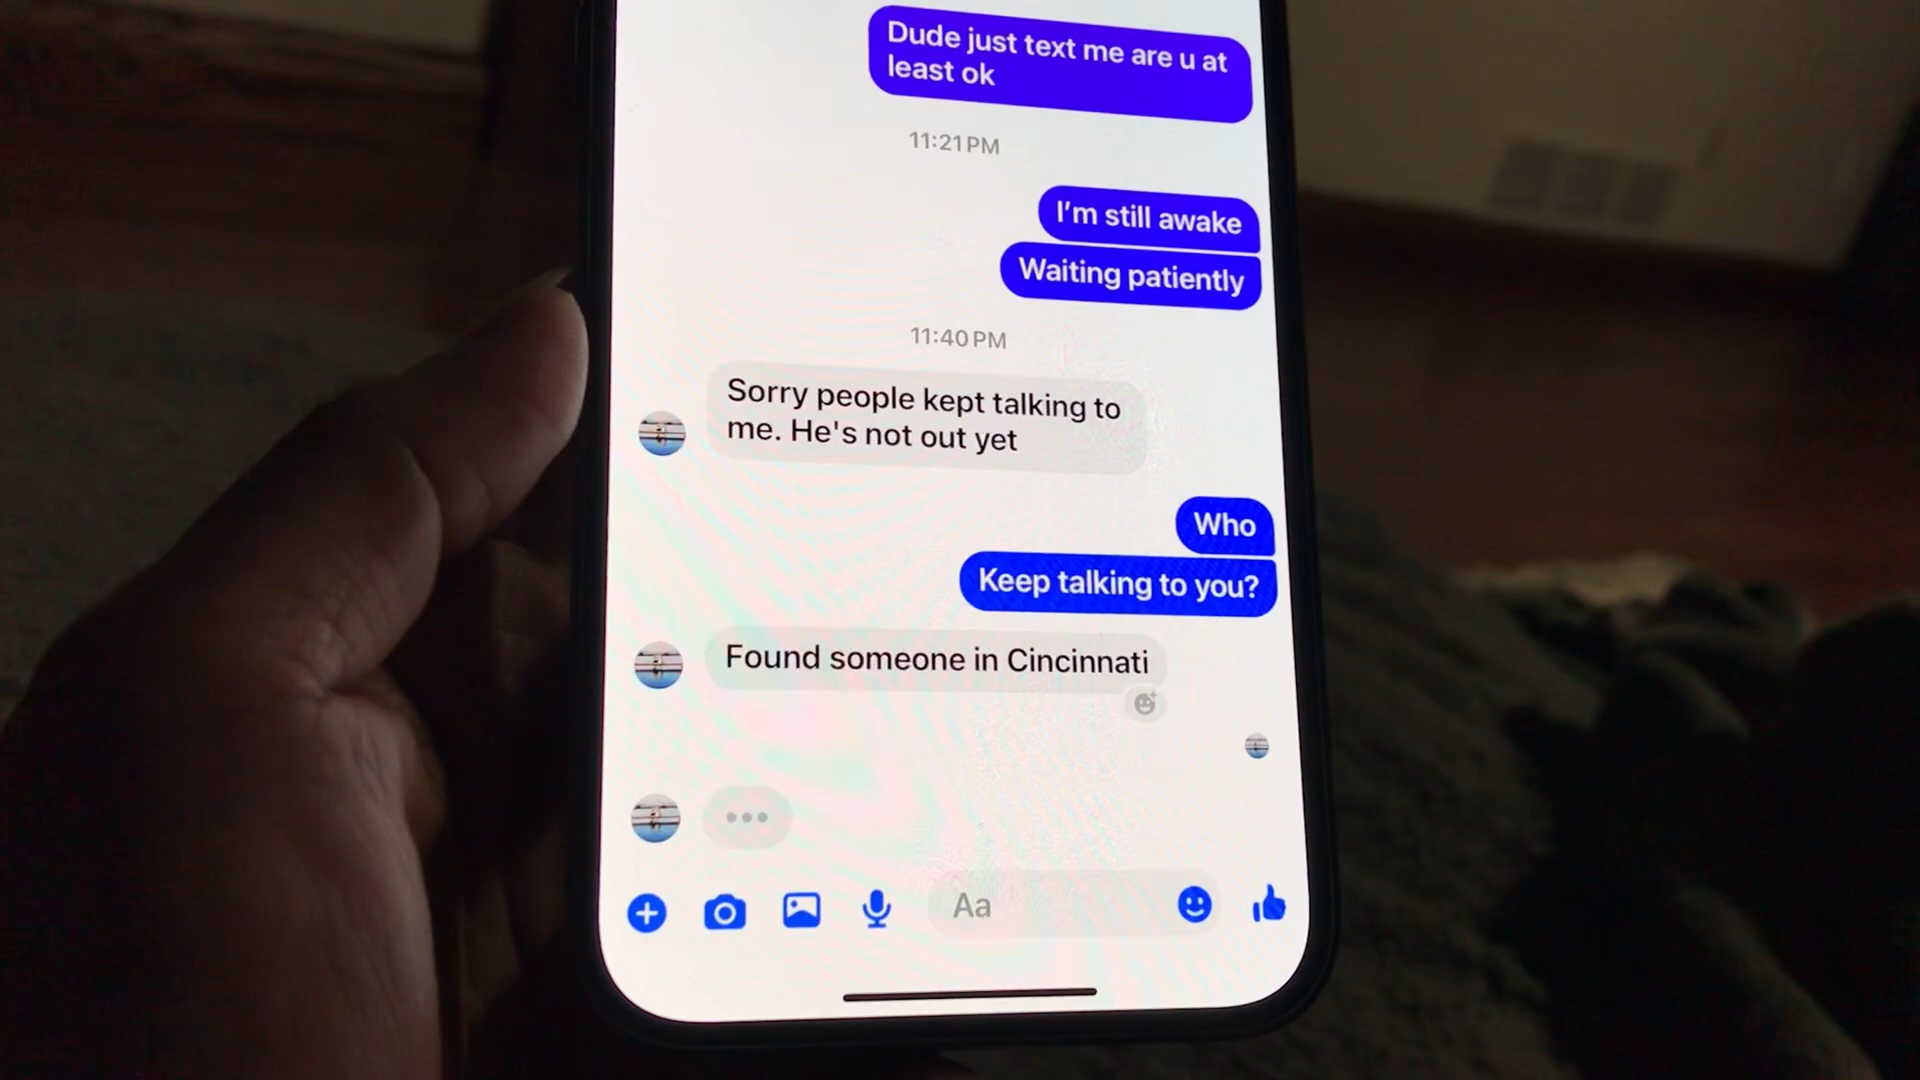 Dude just text me are u at
least ok
11:21 PM
I'm still awake
Waiting patiently
11:40 PM
Sorry people kept talking to
me. He's not out yet
Who
Keep talking to you?
Found someone in Cincinnati
Aa